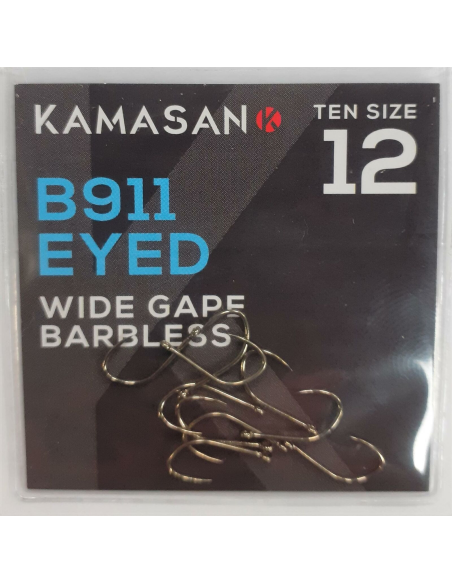 KAMASAN K
TEN SIZE
12
B911
EYED
WIDE GAPE
BARBLESS